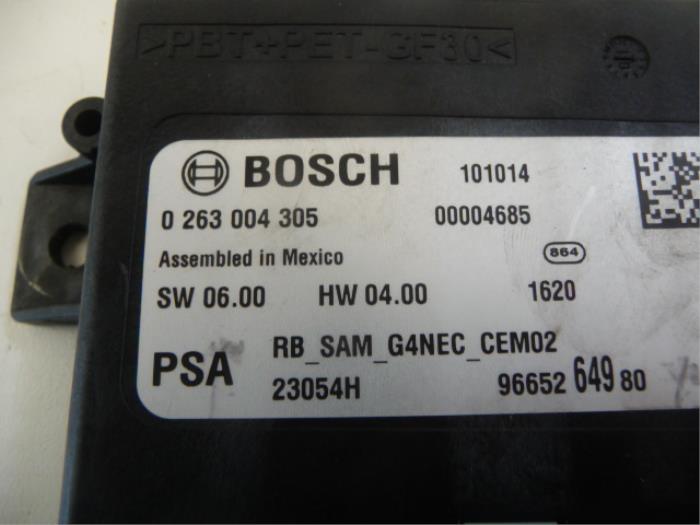 >PBT+PET-GF30<
BOSCH 101014
0 263 004 305 00004685
Assembled in Mexico 864
SW 06.00 HW 04.00 1620
PSA RB_SAM_G4NEC_CEM02
23054H 96652 649 80